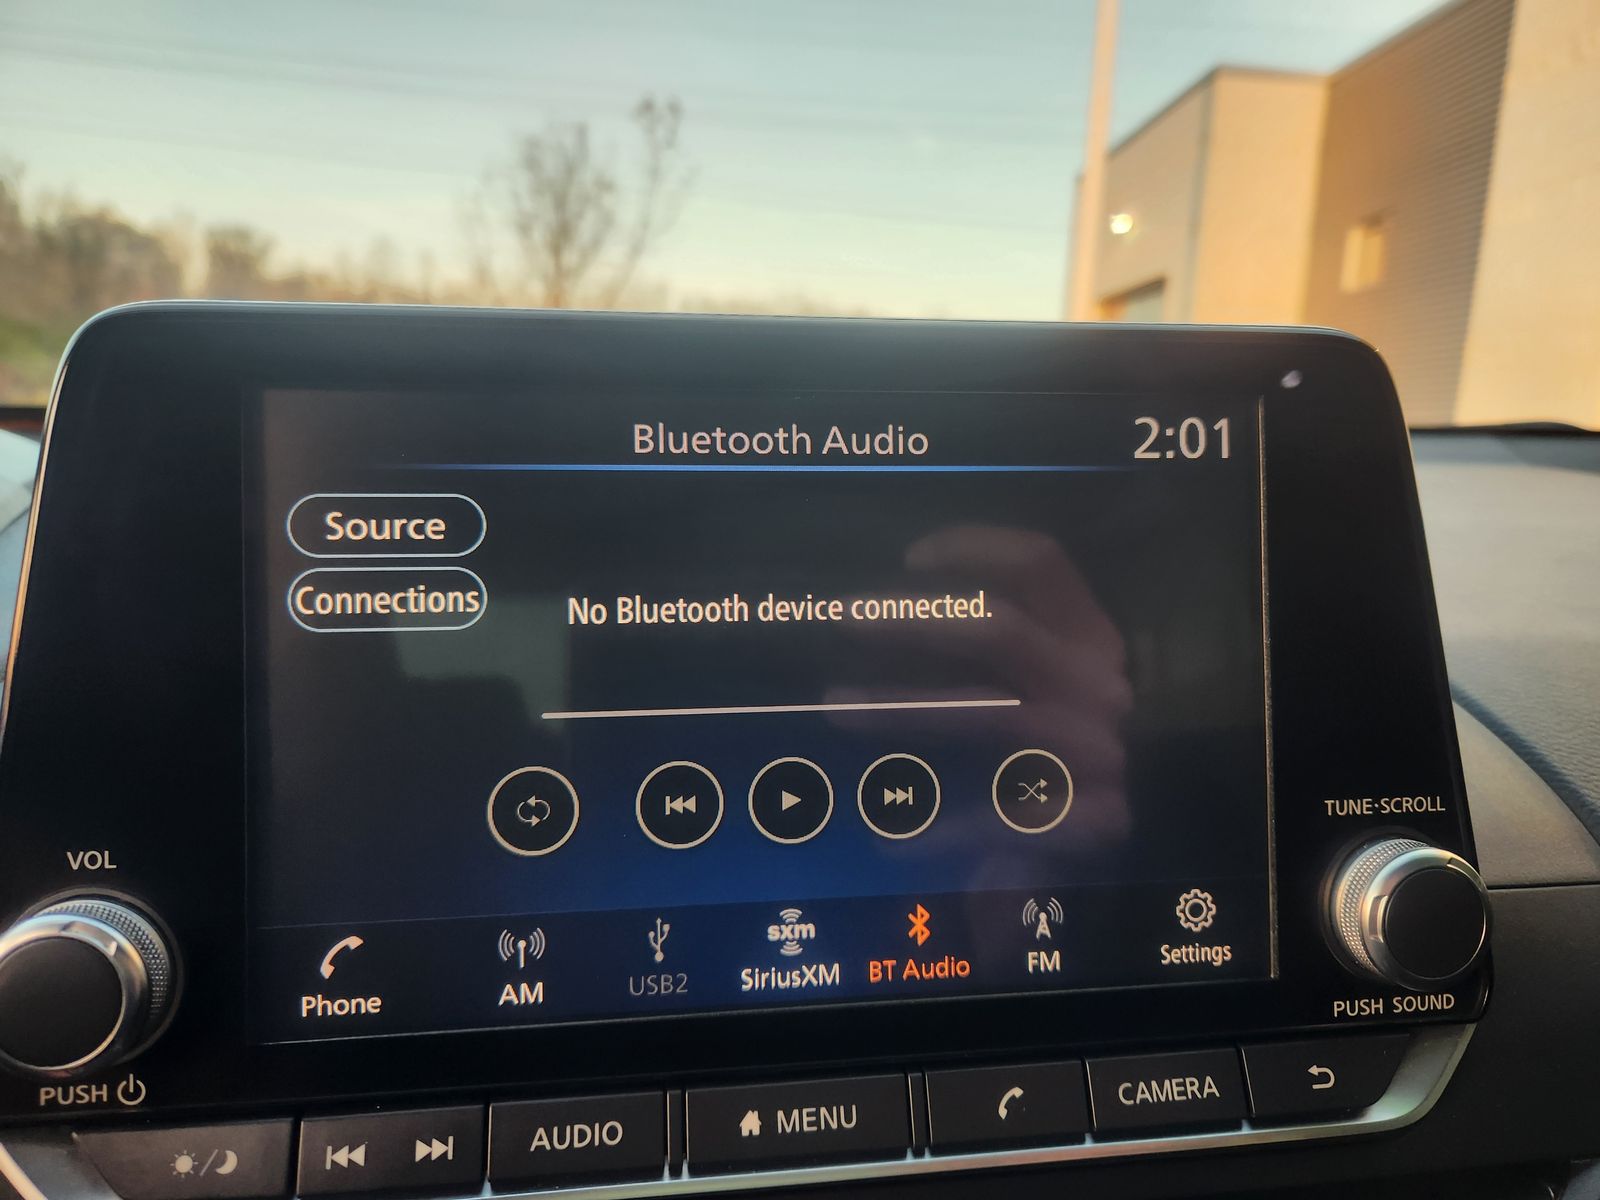 Bluetooth Audio
2:01
Source
Connections
No Bluetooth device connected.
TUNE·SCROLL
VOL
Phone
AM
USB2
sxm
SiriusXM
BT Audio
FM
Settings
PUSH SOUND
PUSH
AUDIO
MENU
CAMERA